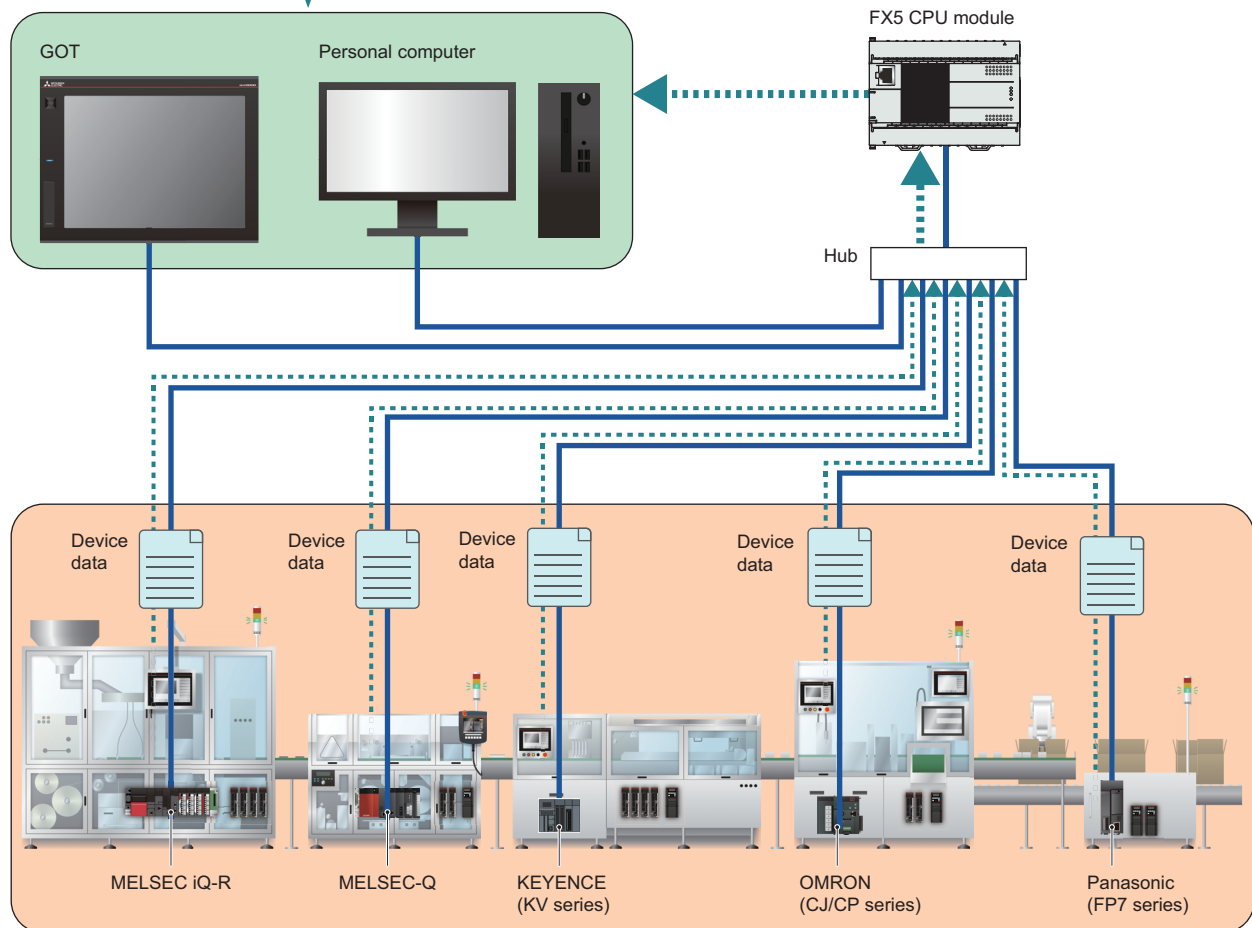 FX5 CPU module
GOT
Personal computer
Hub
Device
data
Device
data
Device
data
Device
data
Device
data
MELSEC iQ-R
MELSEC-Q
KEYENCE
(KV series)
OMRON
(CJ/CP series)
Panasonic
(FP7 series)